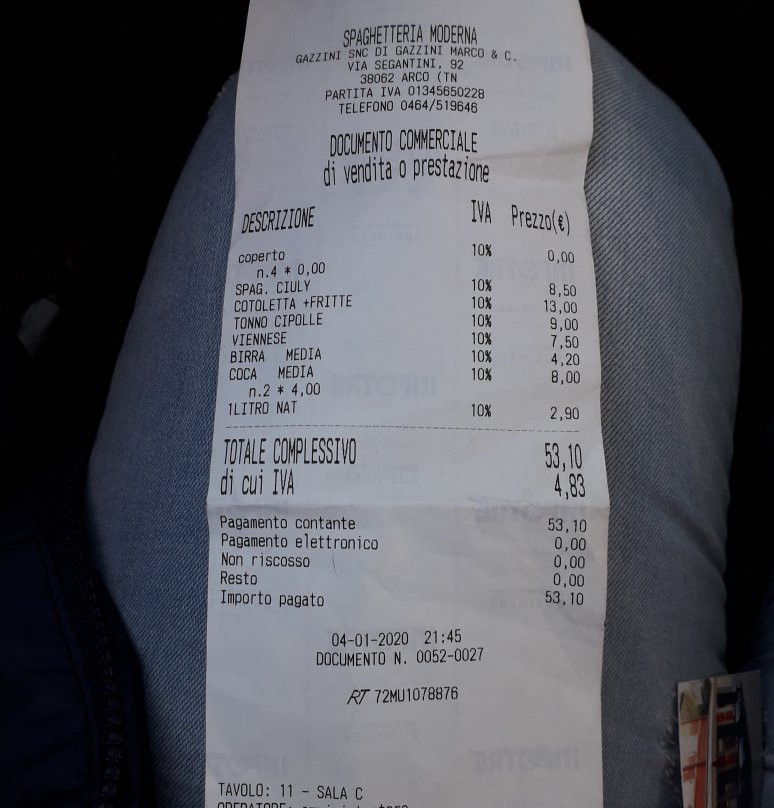 SPAGHETTERIA MODERNA
GAZZINI SNC DI GAZZINI MARCO & C.
VIA SEGANTINI, 92
38062 ARCO (TN
PARTITA IVA 01345650228
TELEFONO 0464/519646
DOCUMENTO COMMERCIALE
di vendita o prestazione
DESCRIZIONE IVA Prezzo(€)
coperto 10% 0,00
n.4 * 0,00
SPAG. CIULY 10% 8,50
COTOLETTA +FRITTE 10% 13,00
TONNO CIPOLLE 10% 9,00
VIENNESE 10% 7,50
BIRRA MEDIA 10% 4,20
COCA MEDIA 10% 8,00
n.2 * 4,00
1LITRO NAT 10% 2,90
TOTALE COMPLESSIVO 53,10
di cui IVA 4,83
Pagamento contante 53,10
Pagamento elettronico 0,00
Non riscosso 0,00
Resto 0,00
Importo pagato 53,10
04-01-2020 21:45
DOCUMENTO N. 0052-0027
RT 72MU1078876
TAVOLO: 11 - SALA C